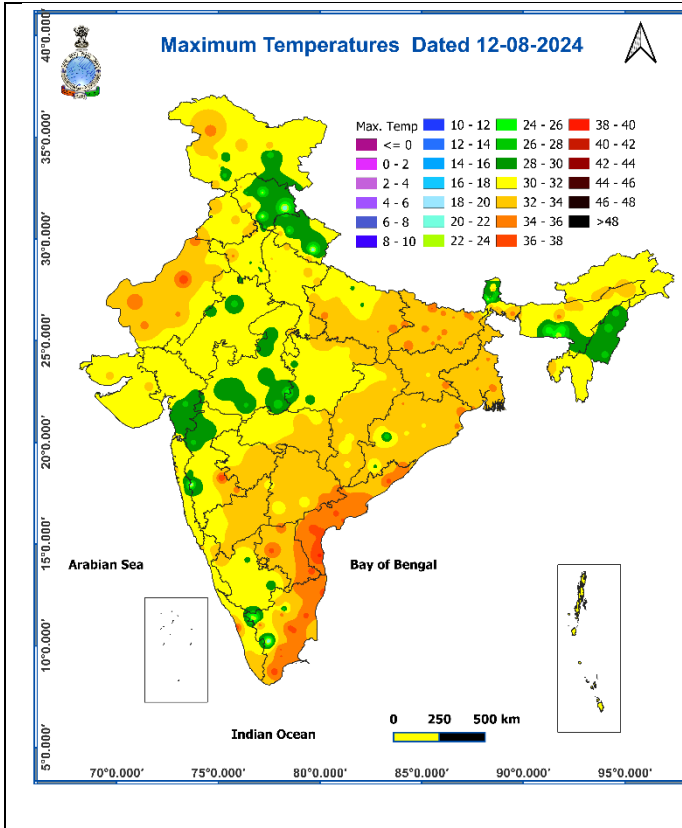 Maximum Temperatures Dated 12-08-2024
Max. Temp
<= 0
0 - 2
2 - 4
4 - 6
6 - 8
8 - 10
10 - 12
12 - 14
14 - 16
16 - 18
18 - 20
20 - 22
22 - 24
24 - 26
26 - 28
28 - 30
30 - 32
32 - 34
34 - 36
36 - 38
38 - 40
40 - 42
42 - 44
44 - 46
46 - 48
>48
40°0.000'
35°0.000'
30°0.000'
25°0.000'
20°0.000'
15°0.000'
10°0.000'
5°0.000'
Arabian Sea
Bay of Bengal
Indian Ocean
0 250 500 km
70°0.000' 75°0.000' 80°0.000' 85°0.000' 90°0.000' 95°0.000'